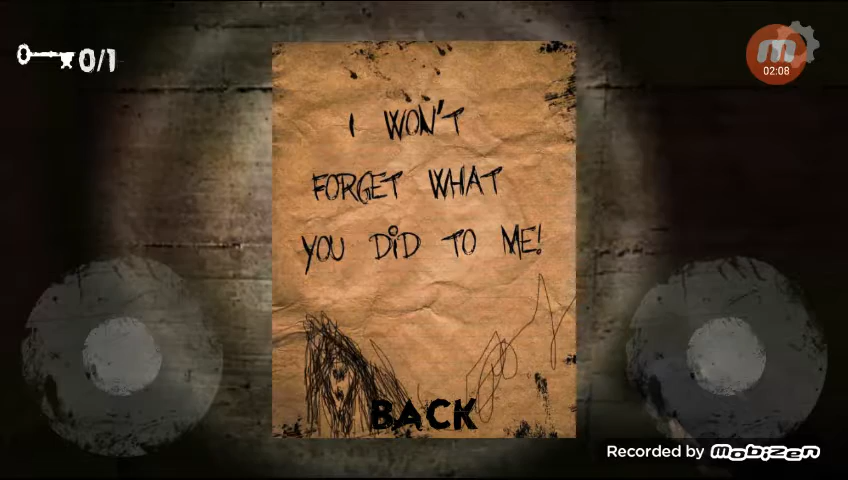 0/1
m
02:08
I WON'T
FORGET WHAT
YOU DiD TO ME!
BACK
Recorded by mobizen